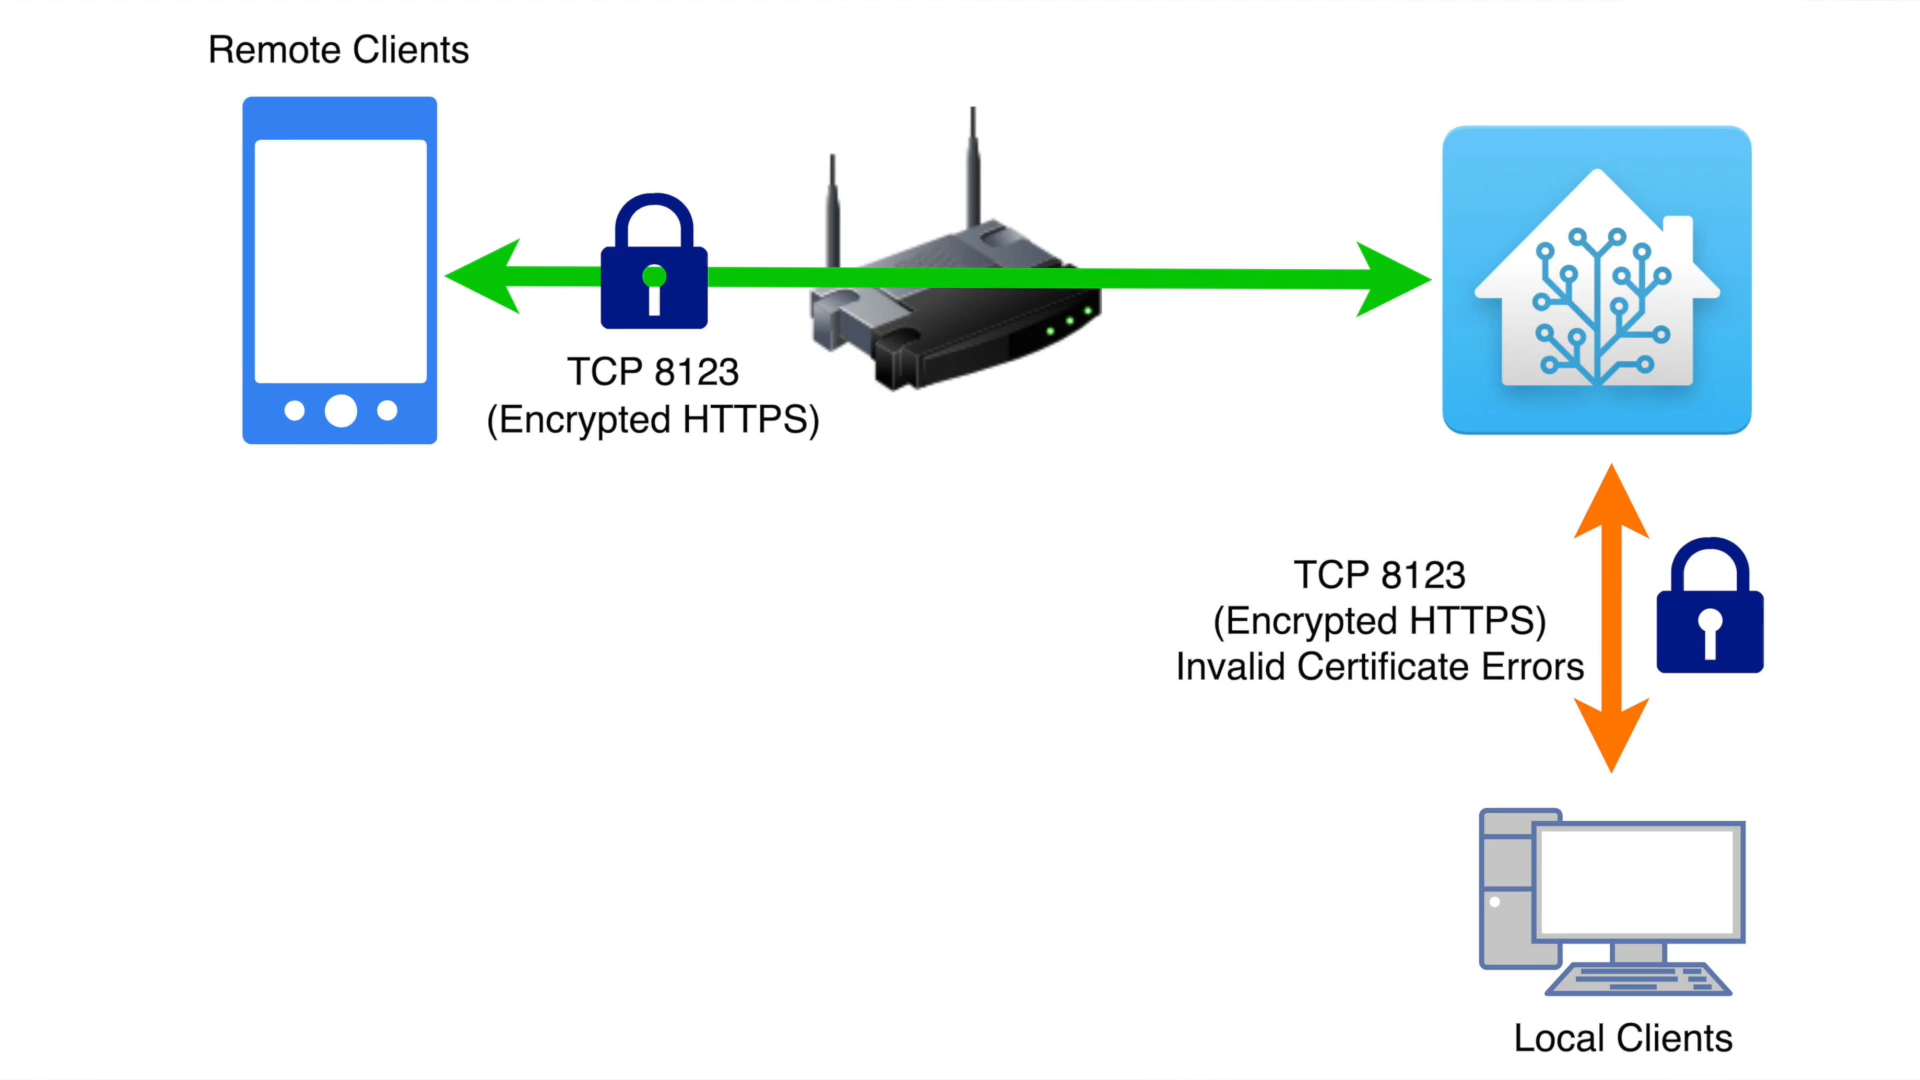 Remote Clients
TCP 8123
(Encrypted HTTPS)
TCP 8123
(Encrypted HTTPS)
Invalid Certificate Errors
Local Clients